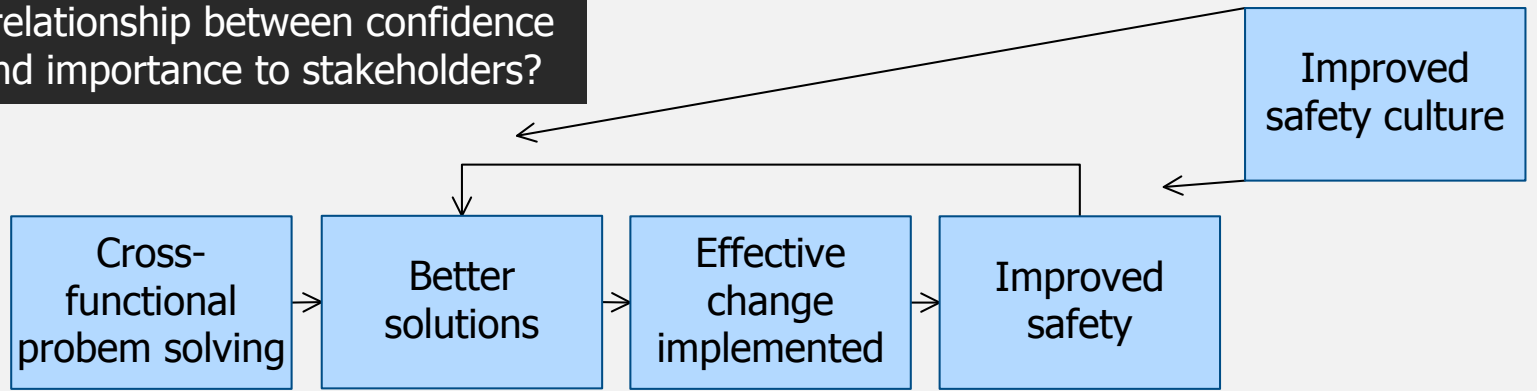 relationship between confidence
nd importance to stakeholders?
Improved
safety culture
Cross-
functional
probem solving
Better
solutions
Effective
change
implemented
Improved
safety